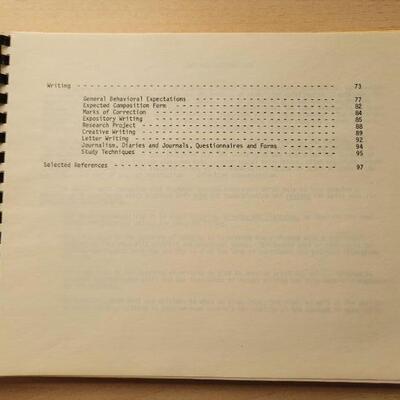 Writing - - - - - - - - - - - - - - - - - - - - - - - - - - - - - - - - 73
General Behavioral Expectations - - - - - - - - - - - - - - - - - - 77
Expected Composition Form - - - - - - - - - - - - - - - - - - - - 82
Marks of Correction - - - - - - - - - - - - - - - - - - - - - - - 84
Expository Writing - - - - - - - - - - - - - - - - - - - - - - - - 85
Research Project - - - - - - - - - - - - - - - - - - - - - - - - - 88
Creative Writing - - - - - - - - - - - - - - - - - - - - - - - - - 89
Letter Writing - - - - - - - - - - - - - - - - - - - - - - - - - - 92
Journalism, Diaries and Journals, Questionnaires and Forms - - - - - - 94
Study Techniques - - - - - - - - - - - - - - - - - - - - - - - - - 95
Selected References - - - - - - - - - - - - - - - - - - - - - - - - - - 97